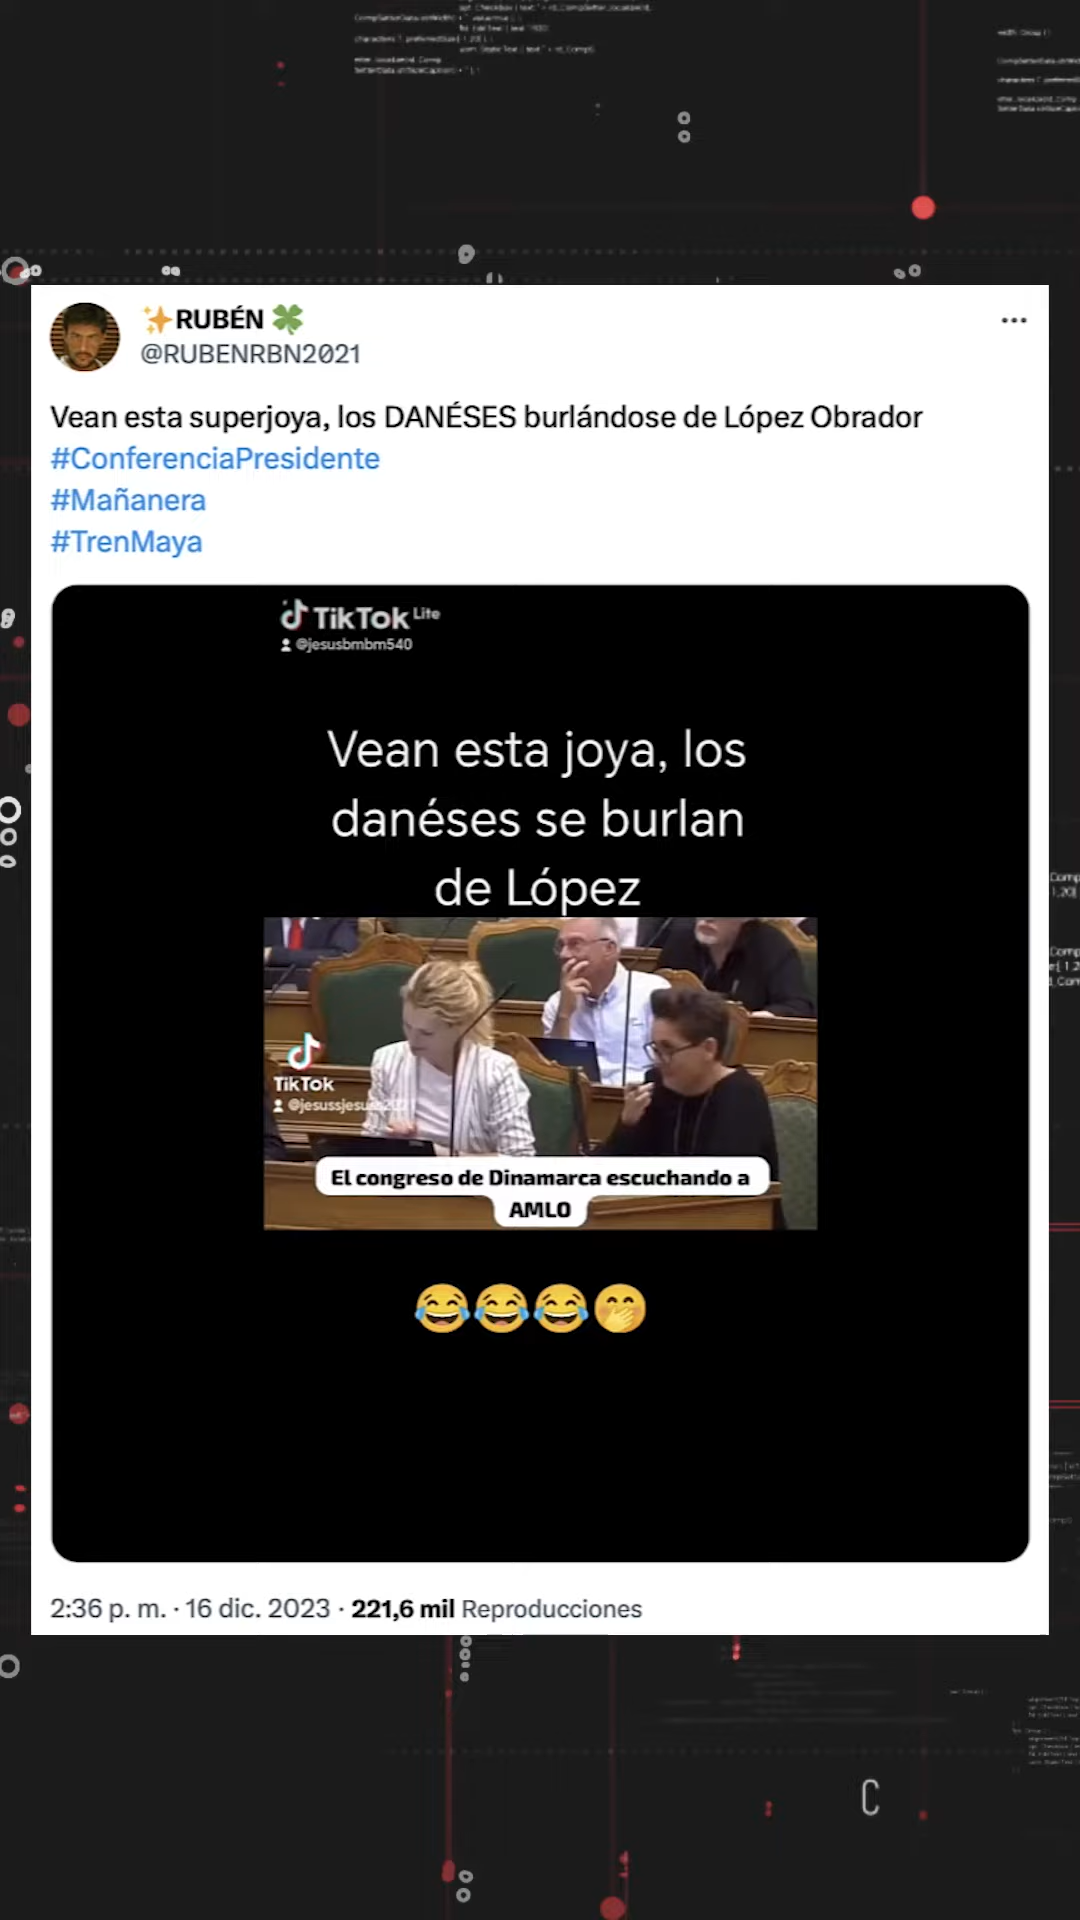 ✨RUBÉN 🍀
@RUBENRBN2021
Vean esta superjoya, los DANÉSES burlándose de López Obrador
#ConferenciaPresidente
#Mañanera
#TrenMaya
TikTok Lite
@jesusbmbm540
Vean esta joya, los
danéses se burlan
de López
TikTok
El congreso de Dinamarca escuchando a
AMLO
😂😂😂🤭
2:36 p. m. · 16 dic. 2023 · 221,6 mil Reproducciones